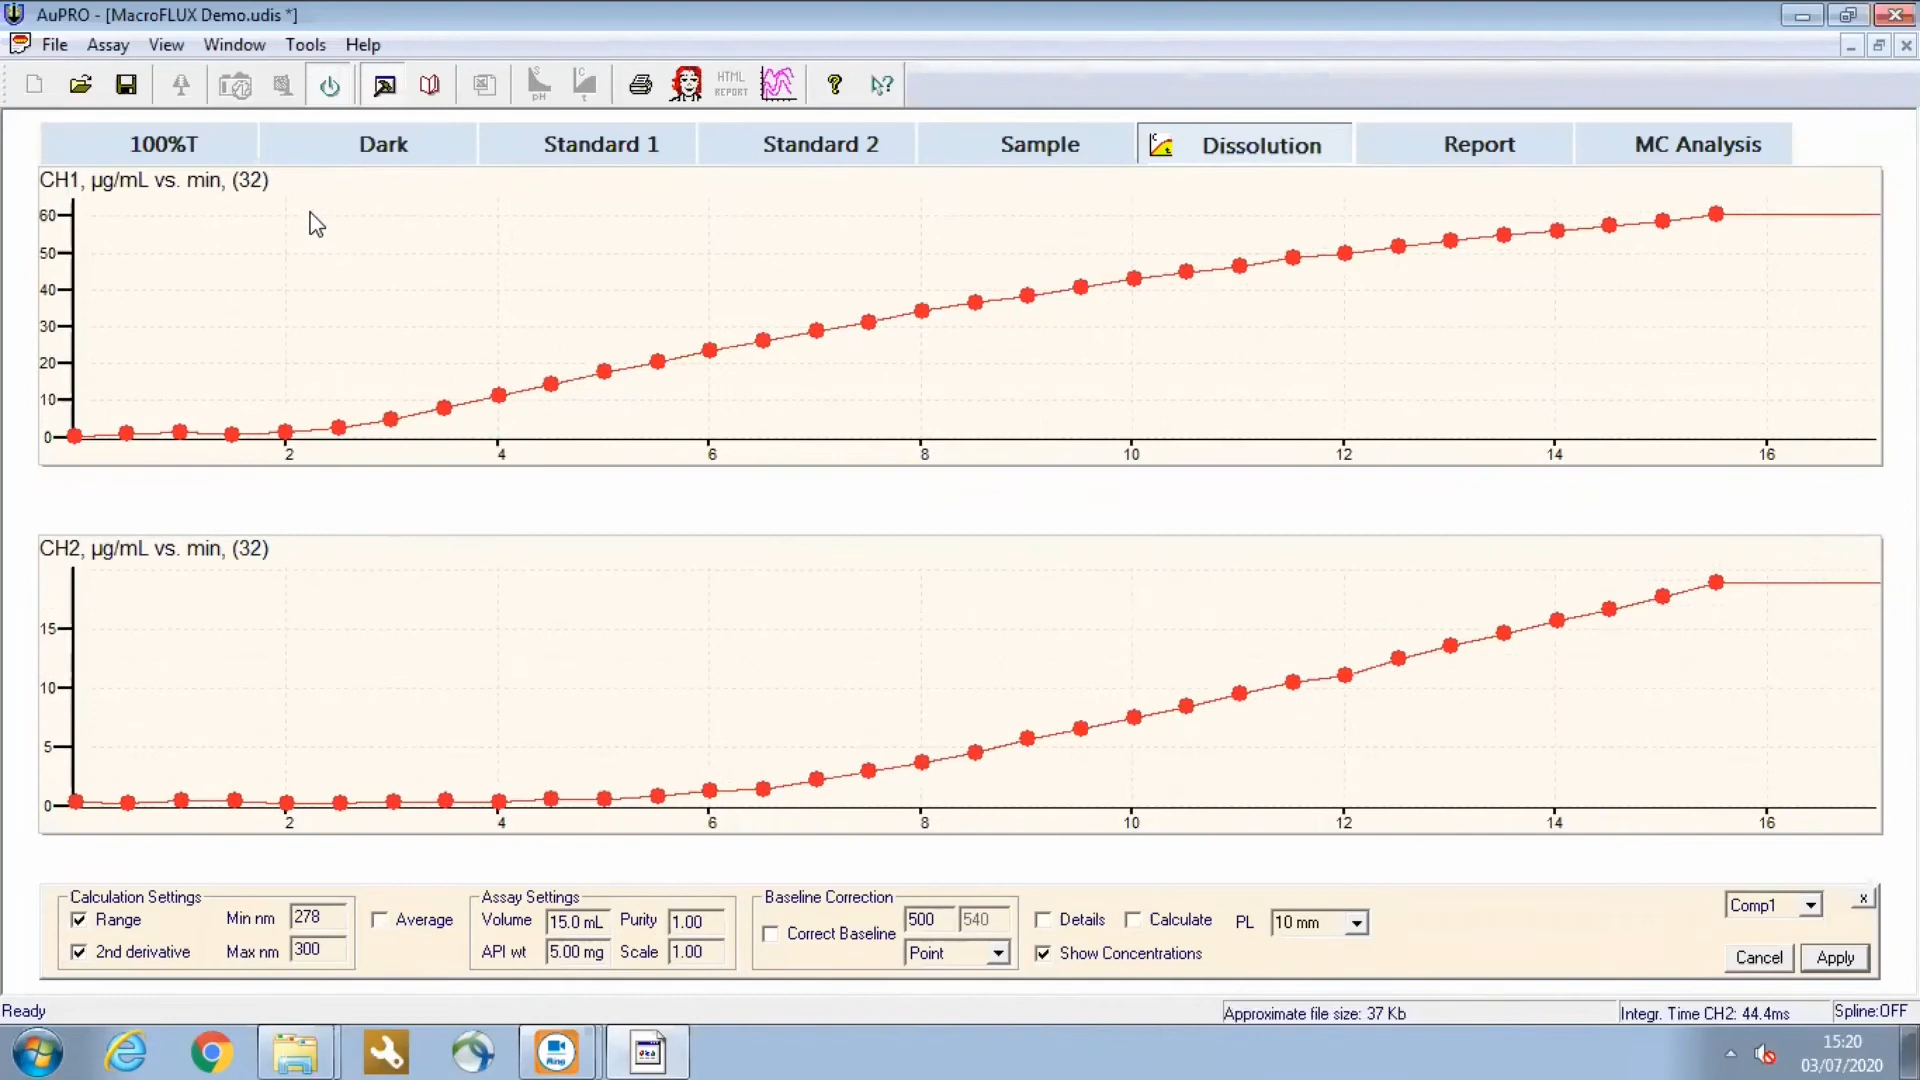 AuPRO - [MacroFLUX Demo.udis *]
File Assay View Window Tools Help
S pH C t HTML REPORT
100%T Dark Standard 1 Standard 2 Sample Dissolution Report MC Analysis
CH1, µg/mL vs. min, (32)
60
50
40
30
20
10
0
2 4 6 8 10 12 14 16
CH2, µg/mL vs. min, (32)
15
10
5
0
2 4 6 8 10 12 14 16
Calculation Settings Assay Settings Baseline Correction
Range Min nm 278 Average Volume 15.0 mL Purity 1.00 500 540 Details Calculate PL 10 mm Comp1
Correct Baseline
2nd derivative Max nm 300 API wt 5.00 mg Scale 1.00 Point Show Concentrations Cancel Apply
Ready Approximate file size: 37 Kb Integr. Time CH2: 44.4ms Spline:OFF
15:20
03/07/2020